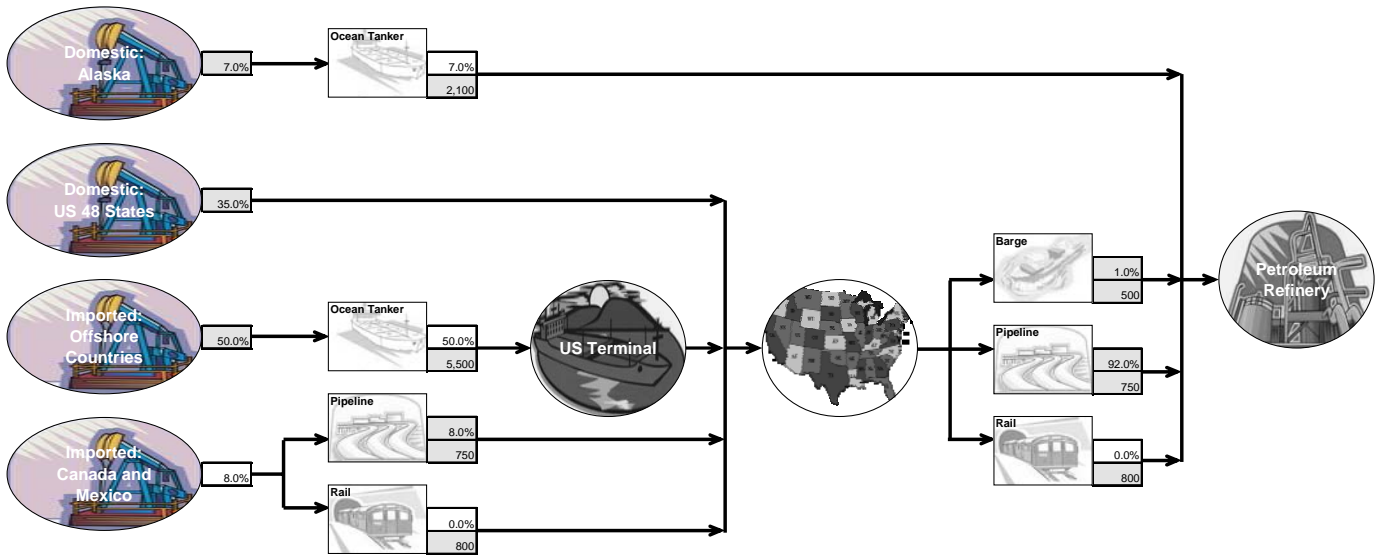 Domestic:
Alaska
7.0%
Ocean Tanker
7.0%
2,100
Domestic:
US 48 States
35.0%
Imported:
Offshore
Countries
50.0%
Ocean Tanker
50.0%
5,500
US Terminal
Imported:
Canada and
Mexico
8.0%
Pipeline
8.0%
750
Rail
0.0%
800
Barge
1.0%
500
Pipeline
92.0%
750
Rail
0.0%
800
Petroleum
Refinery